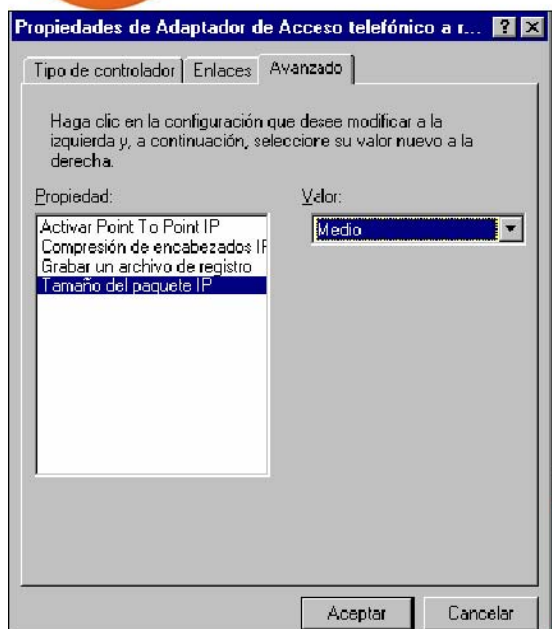 Propiedades de Adaptador de Acceso telefónico a r...
Tipo de controlador Enlaces Avanzado
Haga clic en la configuración que desee modificar a la
izquierda y, a continuación, seleccione su valor nuevo a la
derecha.
Propiedad: Valor:
Activar Point To Point IP Medio
Compresión de encabezados IF
Grabar un archivo de registro
Tamaño del paquete IP
Aceptar Cancelar